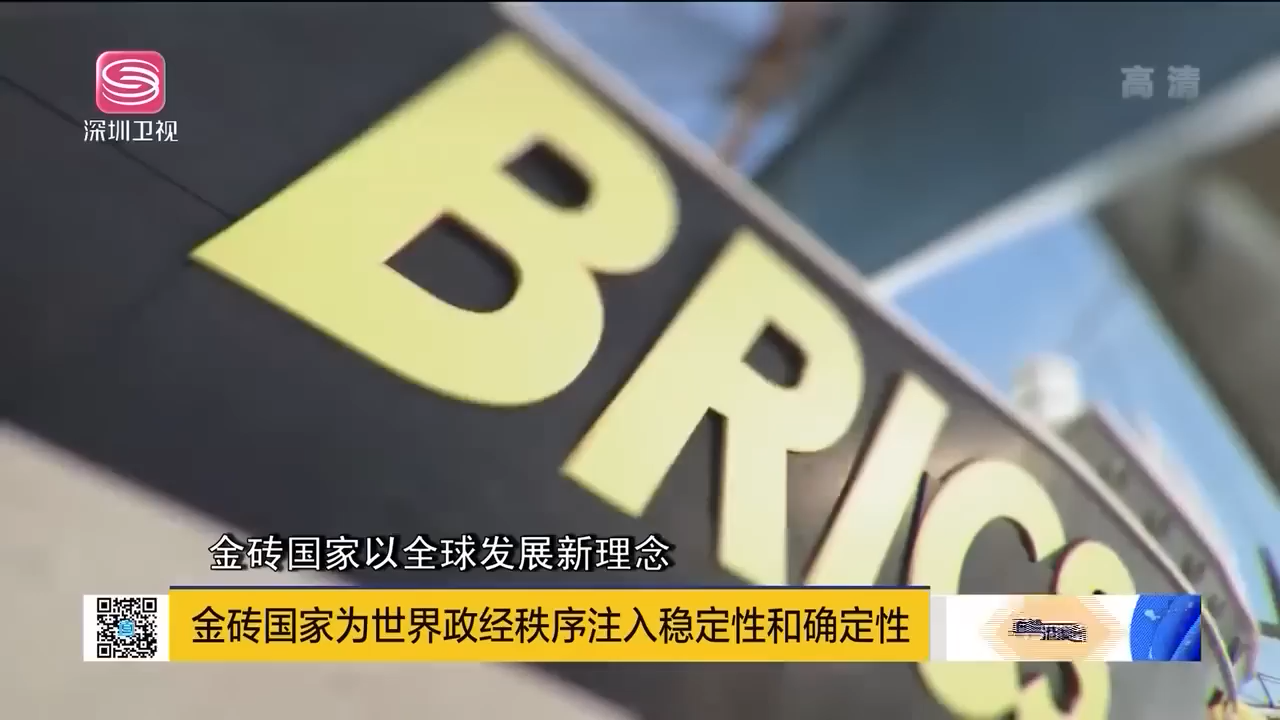 深圳卫视
高清
BRICS
金砖国家以全球发展新理念
金砖国家为世界政经秩序注入稳定性和确定性